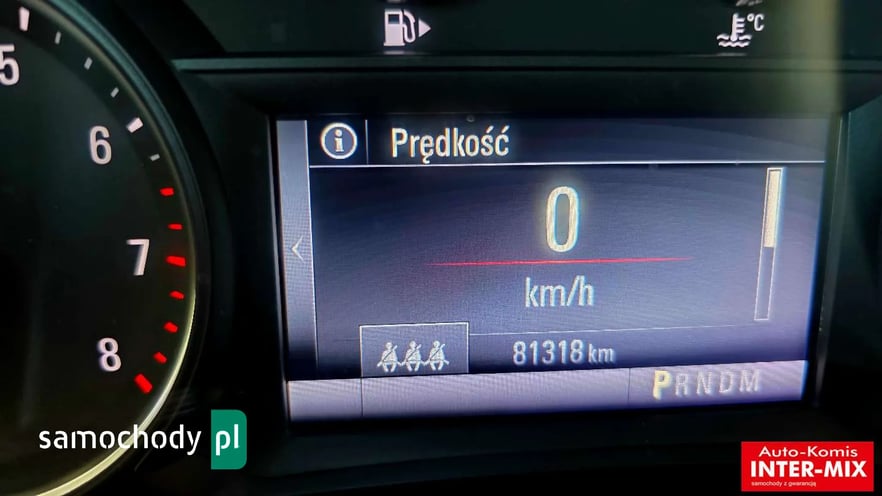 5
6
7
8
°C
Prędkość
0
km/h
81318 km
PRNDM
samochody pl
Auto-Komis
INTER-MIX
samochody z gwarancją